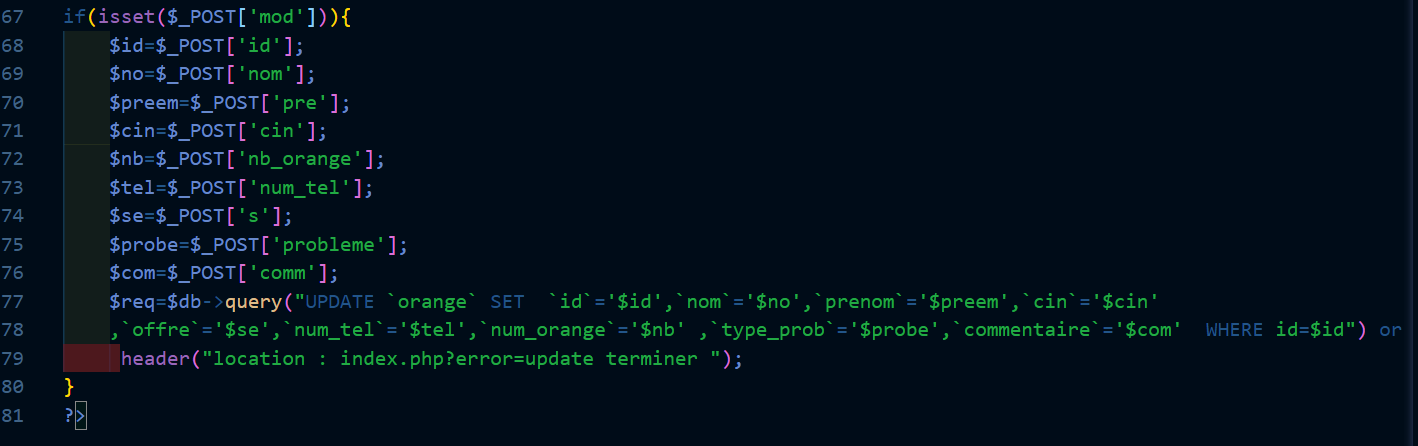 67 if(isset($_POST['mod'])){
68 $id=$_POST['id'];
69 $no=$_POST['nom'];
70 $preem=$_POST['pre'];
71 $cin=$_POST['cin'];
72 $nb=$_POST['nb_orange'];
73 $tel=$_POST['num_tel'];
74 $se=$_POST['s'];
75 $probe=$_POST['probleme'];
76 $com=$_POST['comm'];
77 $req=$db->query("UPDATE `orange` SET  `id`='$id',`nom`='$no',`prenom`='$preem',`cin`='$cin'
78 ,`offre`='$se',`num_tel`='$tel',`num_orange`='$nb' ,`type_prob`='$probe',`commentaire`='$com'  WHERE id=$id") or
79 header("location : index.php?error=update terminer ");
80 }
81 ?>